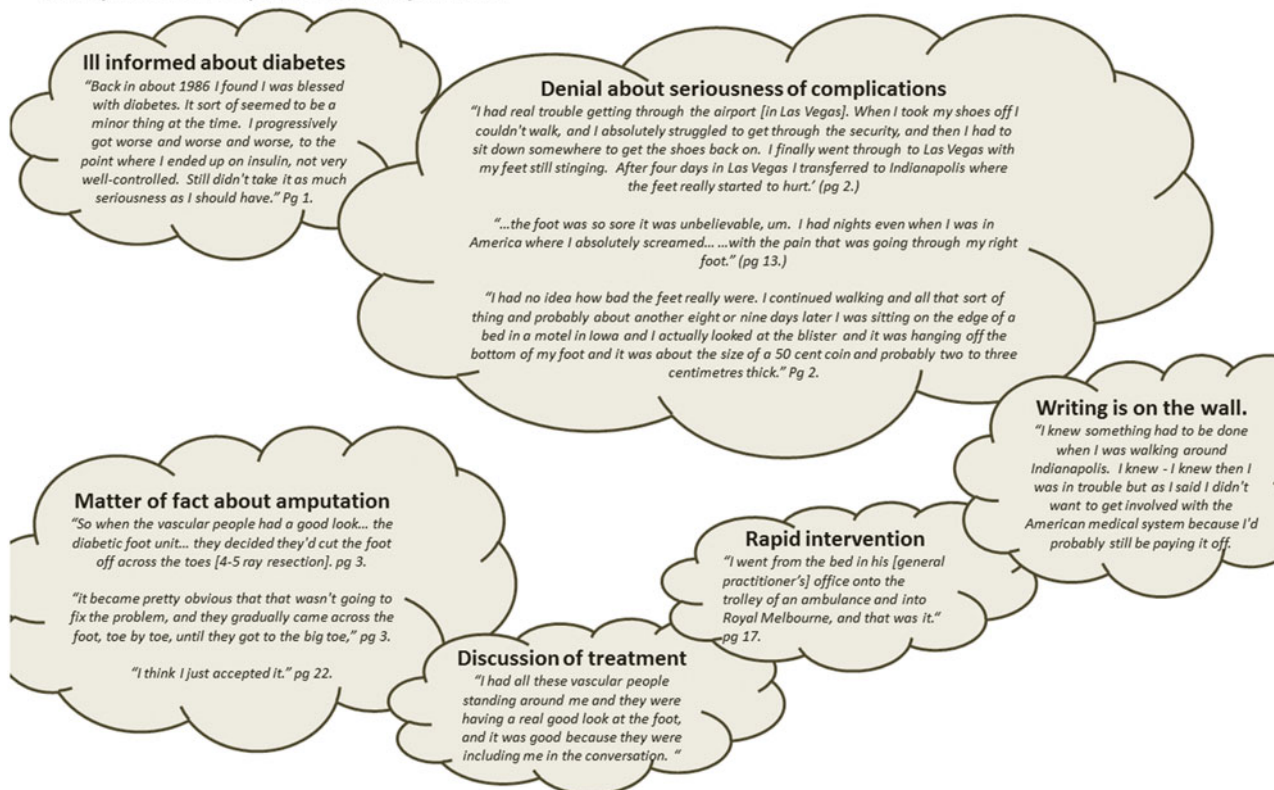 Ill informed about diabetes
“Back in about 1986 I found I was blessed
with diabetes. It sort of seemed to be a
minor thing at the time. I progressively
got worse and worse and worse, to the
point where I ended up on insulin, not very
well-controlled. Still didn't take it as much
seriousness as I should have.” Pg 1.
Denial about seriousness of complications
“I had real trouble getting through the airport [in Las Vegas]. When I took my shoes off I
couldn't walk, and I absolutely struggled to get through the security, and then I had to
sit down somewhere to get the shoes back on. I finally went through to Las Vegas with
my feet still stinging. After four days in Las Vegas I transferred to Indianapolis where
the feet really started to hurt.’ (pg 2.)
“...the foot was so sore it was unbelievable, um. I had nights even when I was in
America where I absolutely screamed... ...with the pain that was going through my right
foot.” (pg 13.)
“I had no idea how bad the feet really were. I continued walking and all that sort of
thing and probably about another eight or nine days later I was sitting on the edge of a
bed in a motel in Iowa and I actually looked at the blister and it was hanging off the
bottom of my foot and it was about the size of a 50 cent coin and probably two to three
centimetres thick.” Pg 2.
Writing is on the wall.
“I knew something had to be done
when I was walking around
Indianapolis. I knew - I knew then I
was in trouble but as I said I didn't
want to get involved with the
American medical system because I'd
probably still be paying it off.
Rapid intervention
“I went from the bed in his [general
practitioner’s] office onto the
trolley of an ambulance and into
Royal Melbourne, and that was it.“
pg 17.
Discussion of treatment
“I had all these vascular people
standing around me and they were
having a real good look at the foot,
and it was good because they were
including me in the conversation. “
Matter of fact about amputation
“So when the vascular people had a good look... the
diabetic foot unit... they decided they’d cut the foot
off across the toes [4-5 ray resection]. pg 3.
“it became pretty obvious that that wasn't going to
fix the problem, and they gradually came across the
foot, toe by toe, until they got to the big toe,” pg 3.
“I think I just accepted it.” pg 22.